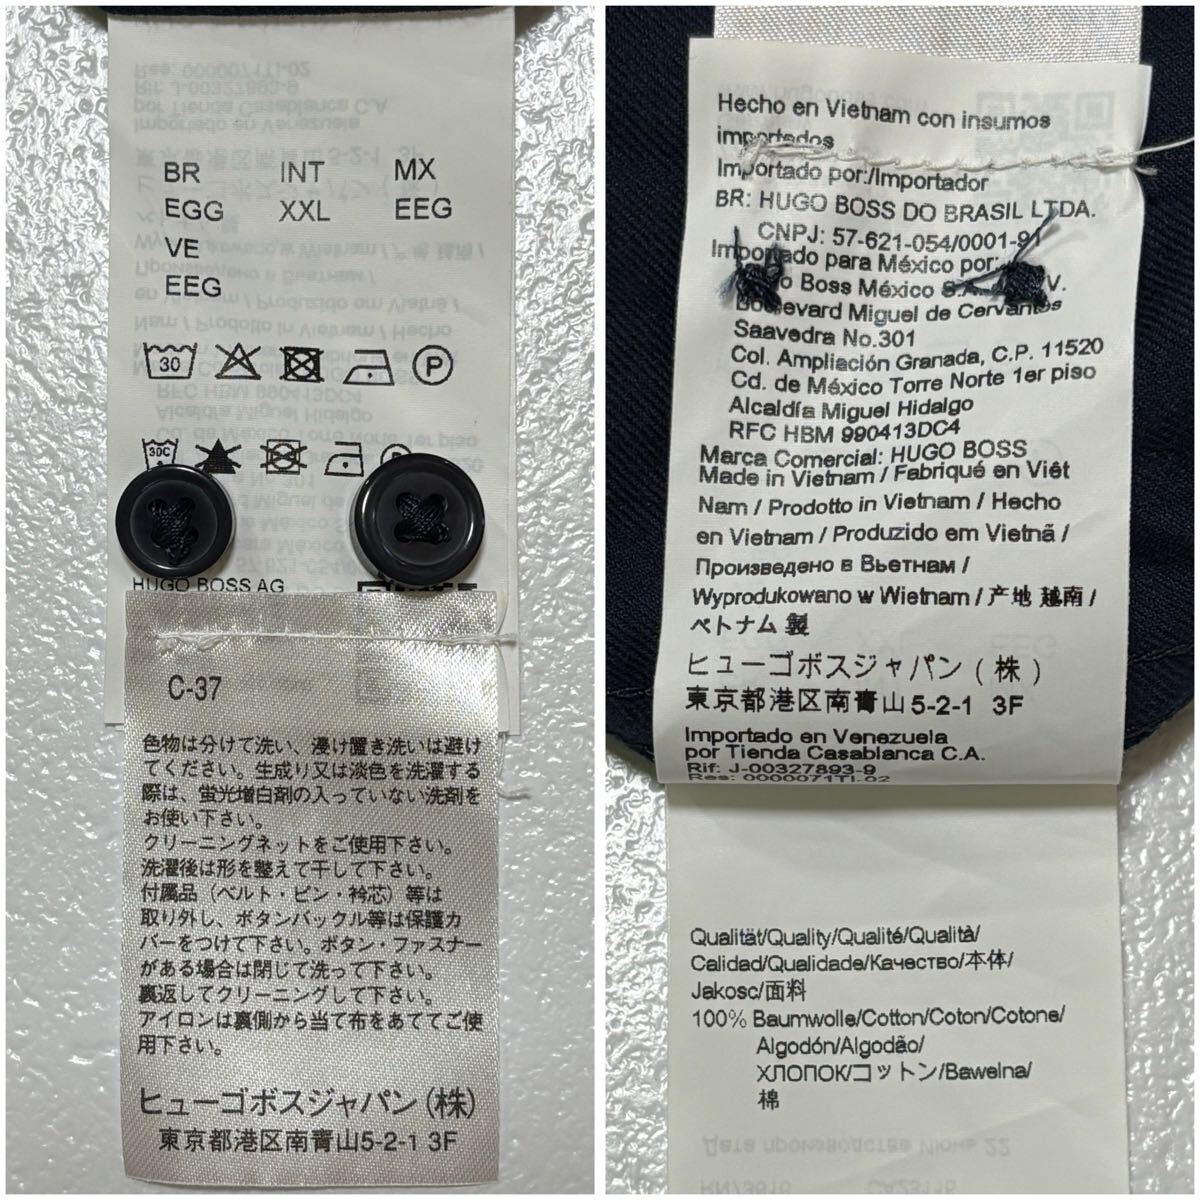 BR INT MX
EGG XXL EEG
VE
EEG
30 P
30C
HUGO BOSS AG
C-37
色物は分けて洗い、浸け置き洗いは避け
てください。生成り又は淡色を洗濯する
際は、蛍光増白剤の入っていない洗剤を
お使い下さい。
クリーニングネットをご使用下さい。
洗濯後は形を整えて干して下さい。
付属品（ベルト・ピン・衿芯）等は
取り外し、ボタンバックル等は保護カ
バーをつけて下さい。ボタン・ファスナー
がある場合は閉じて洗って下さい。
裏返してクリーニングして下さい。
アイロンは裏側から当て布をあててご使
用下さい。
ヒューゴボスジャパン(株)
東京都港区南青山5-2-1 3F
Hecho en Vietnam con insumos
importados
Importado por:/Importador
BR: HUGO BOSS DO BRASIL LTDA.
CNPJ: 57-621-054/0001-91
Importado para México por:
Boss México
Boulevard Miguel de Cervantes
Saavedra No.301
Col. Ampliación Granada, C.P. 11520
Cd. de México Torre Norte 1er piso
Alcaldía Miguel Hidalgo
RFC HBM 990413DC4
Marca Comercial: HUGO BOSS
Made in Vietnam / Fabriqué en Viêt
Nam / Prodotto in Vietnam / Hecho
en Vietnam / Produzido em Vietnã /
Произведено в Вьетнам /
Wyprodukowano w Wietnam / 产地 越南 /
ベトナム 製
ヒューゴボスジャパン（株）
東京都港区南青山5-2-1 3F
Importado en Venezuela
por Tienda Casablanca C.A.
Rif: J-00327893-9
Res: 0000071TI-02
Qualität/Quality/Qualité/Qualità/
Calidad/Qualidade/Качество/本体/
Jakosc/面料
100% Baumwolle/Cotton/Coton/Cotone/
Algodón/Algodão/
ХЛОПОК/コットン/Bawelna/
棉